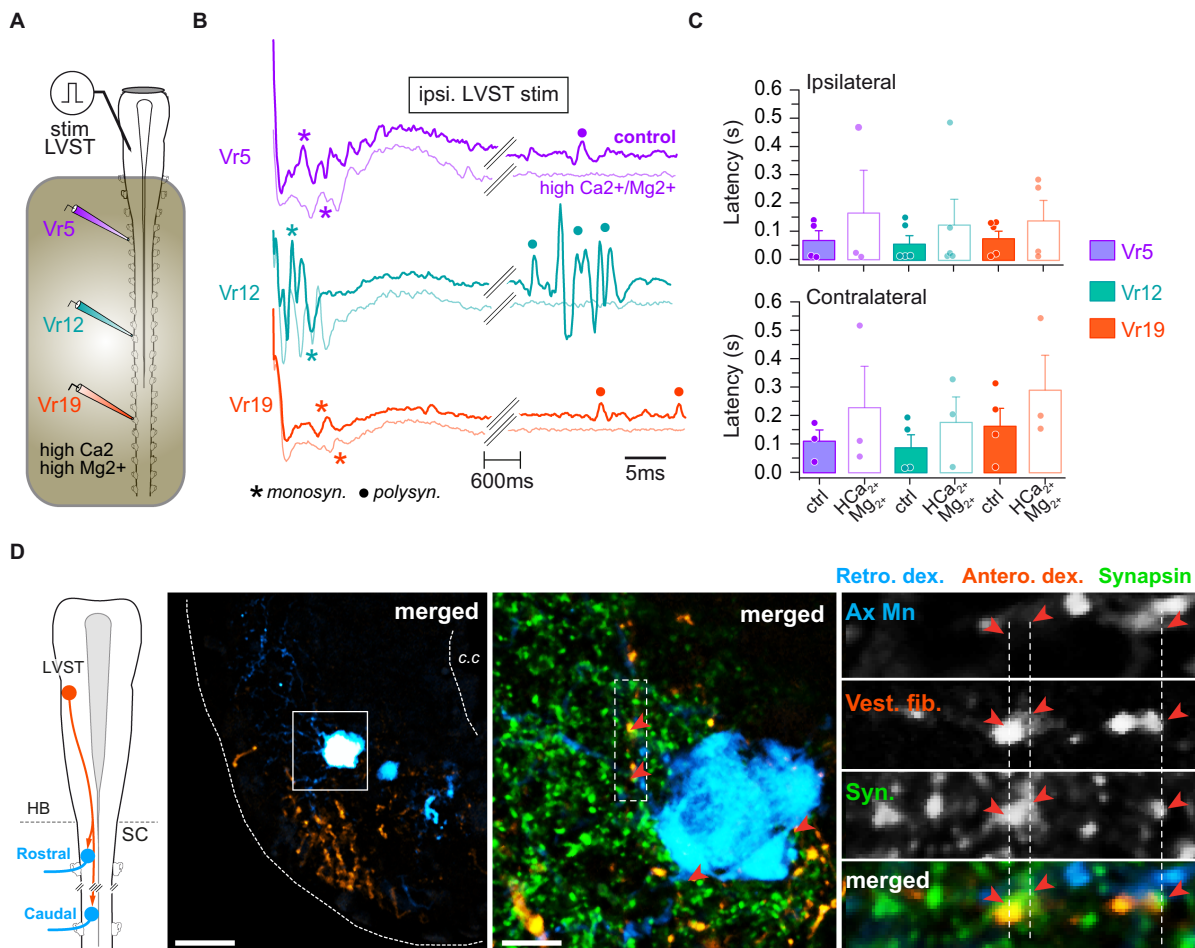 A
stim
LVST
Vr5
Vr12
Vr19
high Ca2
high Mg2+
B
ipsi. LVST stim
Vr5
control
high Ca2+/Mg2+
Vr12
Vr19
* monosyn. ● polysyn.
600ms
5ms
C
Ipsilateral
Latency (s)
0.6
0.5
0.4
0.3
0.2
0.1
0.0
Contralateral
Latency (s)
0.6
0.5
0.4
0.3
0.2
0.1
0.0
ctrl
HCa2+
Mg2+
ctrl
HCa2+
Mg2+
ctrl
HCa2+
Mg2+
Vr5
Vr12
Vr19
D
LVST
HB
SC
Rostral
Caudal
merged
c.c
merged
Retro. dex. Antero. dex. Synapsin
Ax Mn
Vest. fib.
Syn.
merged